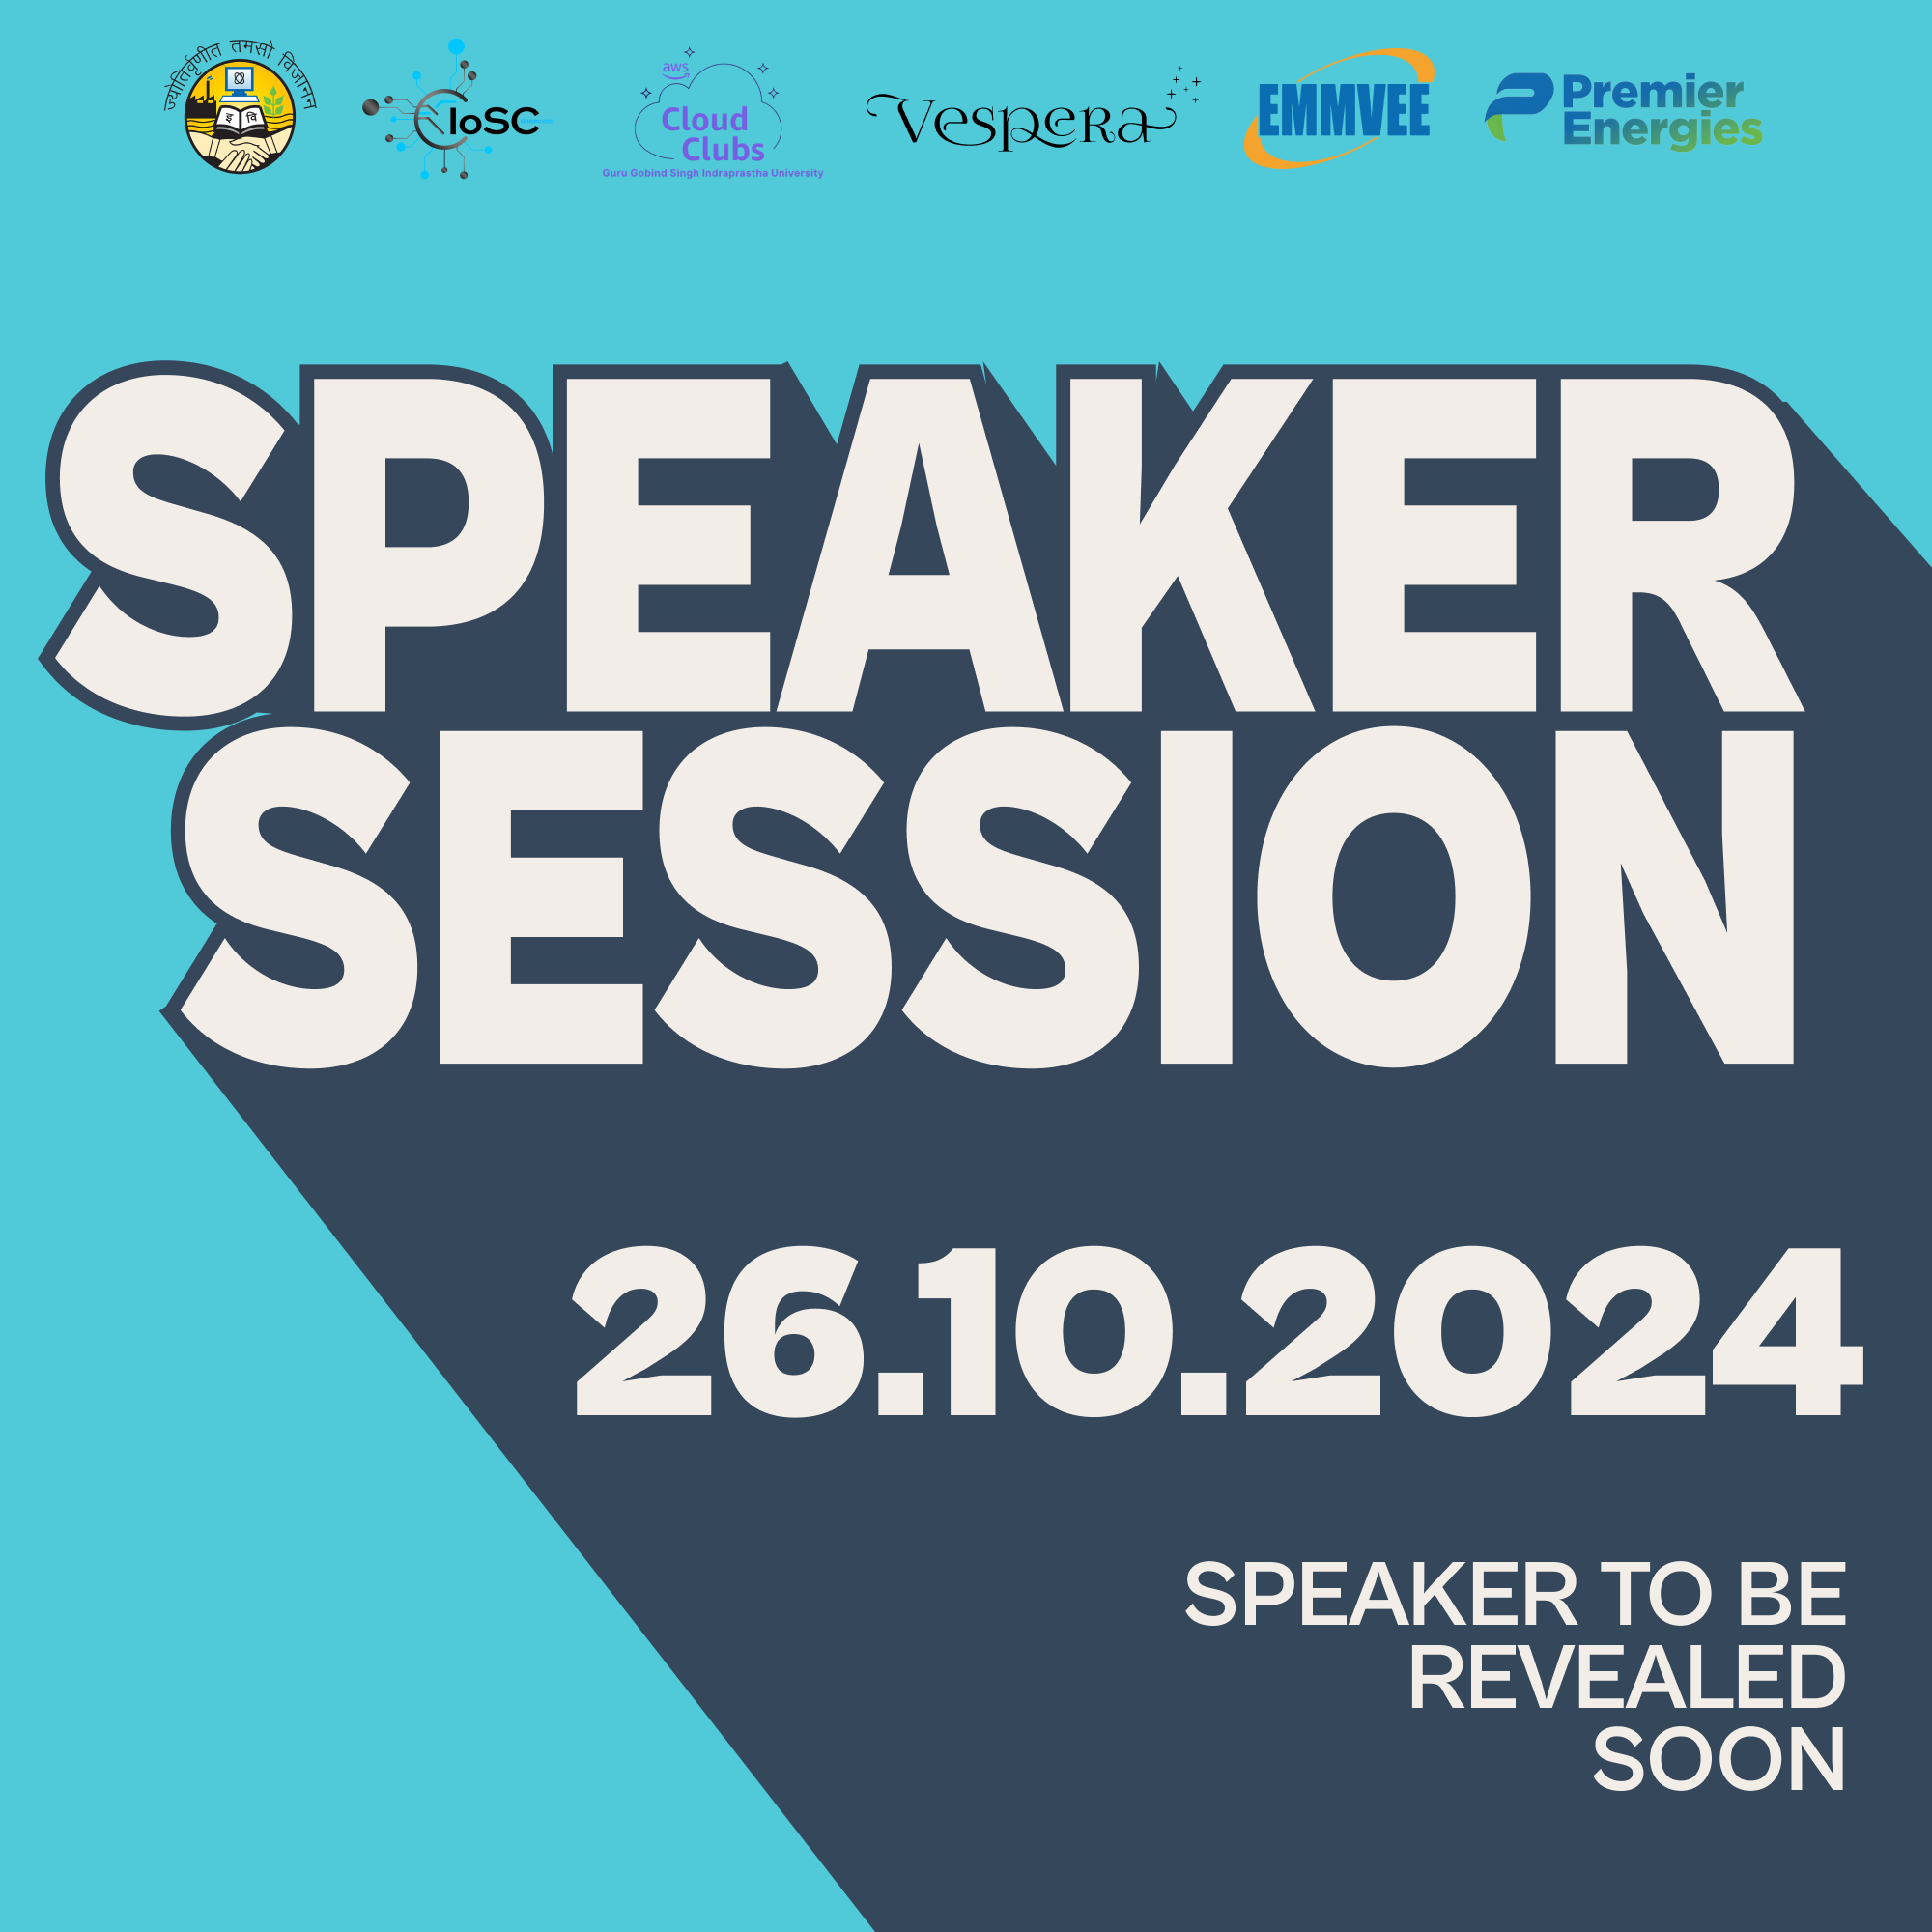 ज्योतिर्वृणीत तमसो विजानन
इ वि
IoSC
aws
Cloud
Clubs
Guru Gobind Singh Indraprastha University
Vespera
EMMVEE
Premier
Energies
SPEAKER
SESSION
26.10.2024
SPEAKER TO BE
REVEALED
SOON